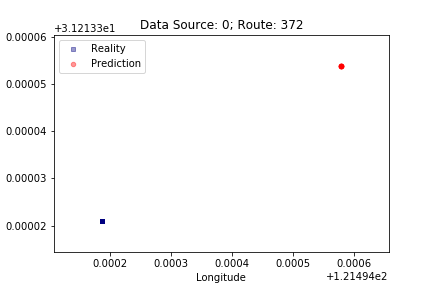 Data Source: 0; Route: 372
+3.12133e1
0.00006
0.00005
0.00004
0.00003
0.00002
Reality
Prediction
0.0002 0.0003 0.0004 0.0005 0.0006
Longitude
+1.21494e2